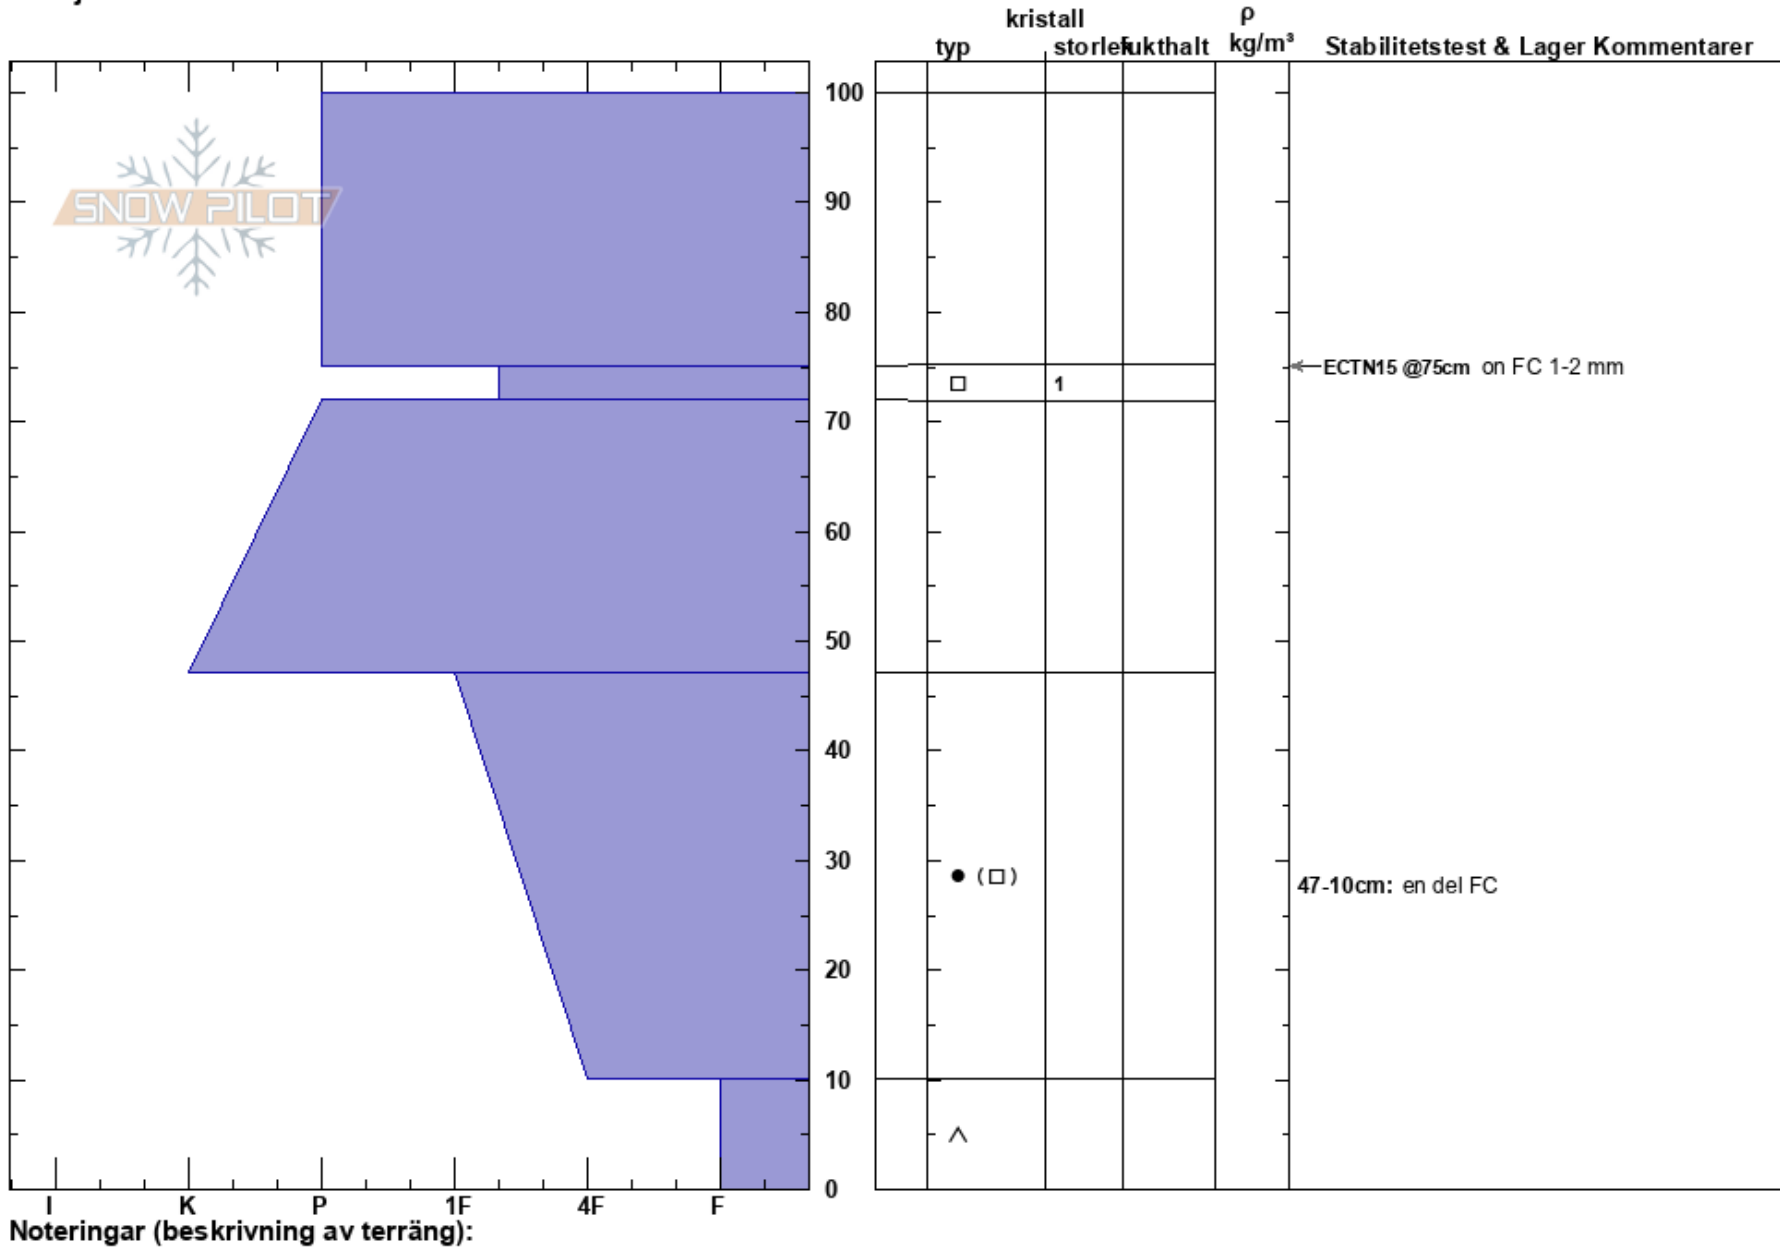 kristall ρ
typ storlek fukthalt kg/m³ Stabilitetstest & Lager Kommentarer
100
SNOW PILOT
90
80
ECTN15 @75cm on FC 1-2 mm
1
70
60
50
40
30
47-10cm: en del FC
20
10
0
I K P 1F 4F F
Noteringar (beskrivning av terräng):